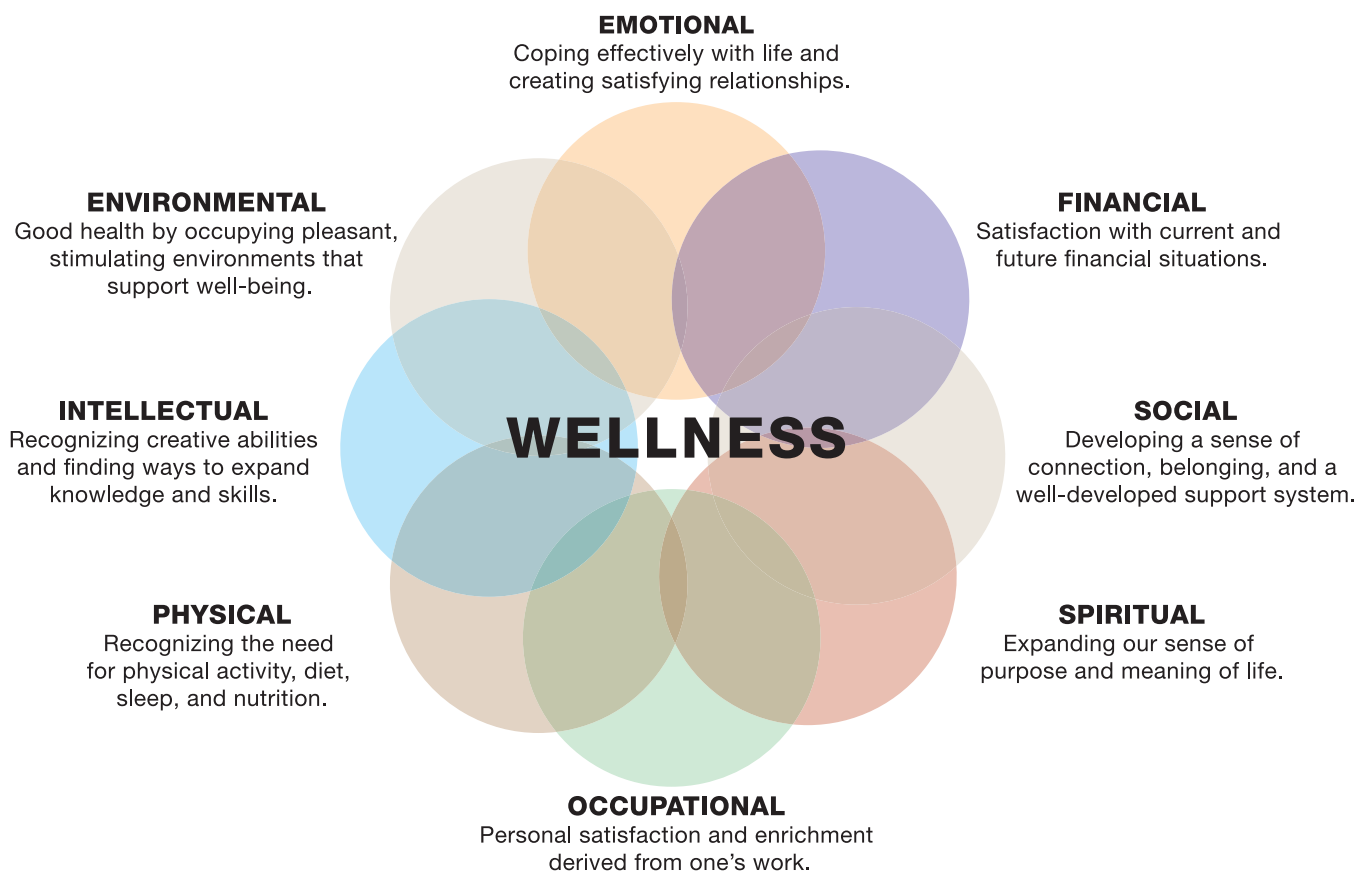 EMOTIONAL
Coping effectively with life and
creating satisfying relationships.
FINANCIAL
Satisfaction with current and
future financial situations.
SOCIAL
Developing a sense of
connection, belonging, and a
well-developed support system.
SPIRITUAL
Expanding our sense of
purpose and meaning of life.
OCCUPATIONAL
Personal satisfaction and enrichment
derived from one’s work.
PHYSICAL
Recognizing the need
for physical activity, diet,
sleep, and nutrition.
INTELLECTUAL
Recognizing creative abilities
and finding ways to expand
knowledge and skills.
ENVIRONMENTAL
Good health by occupying pleasant,
stimulating environments that
support well-being.
WELLNESS